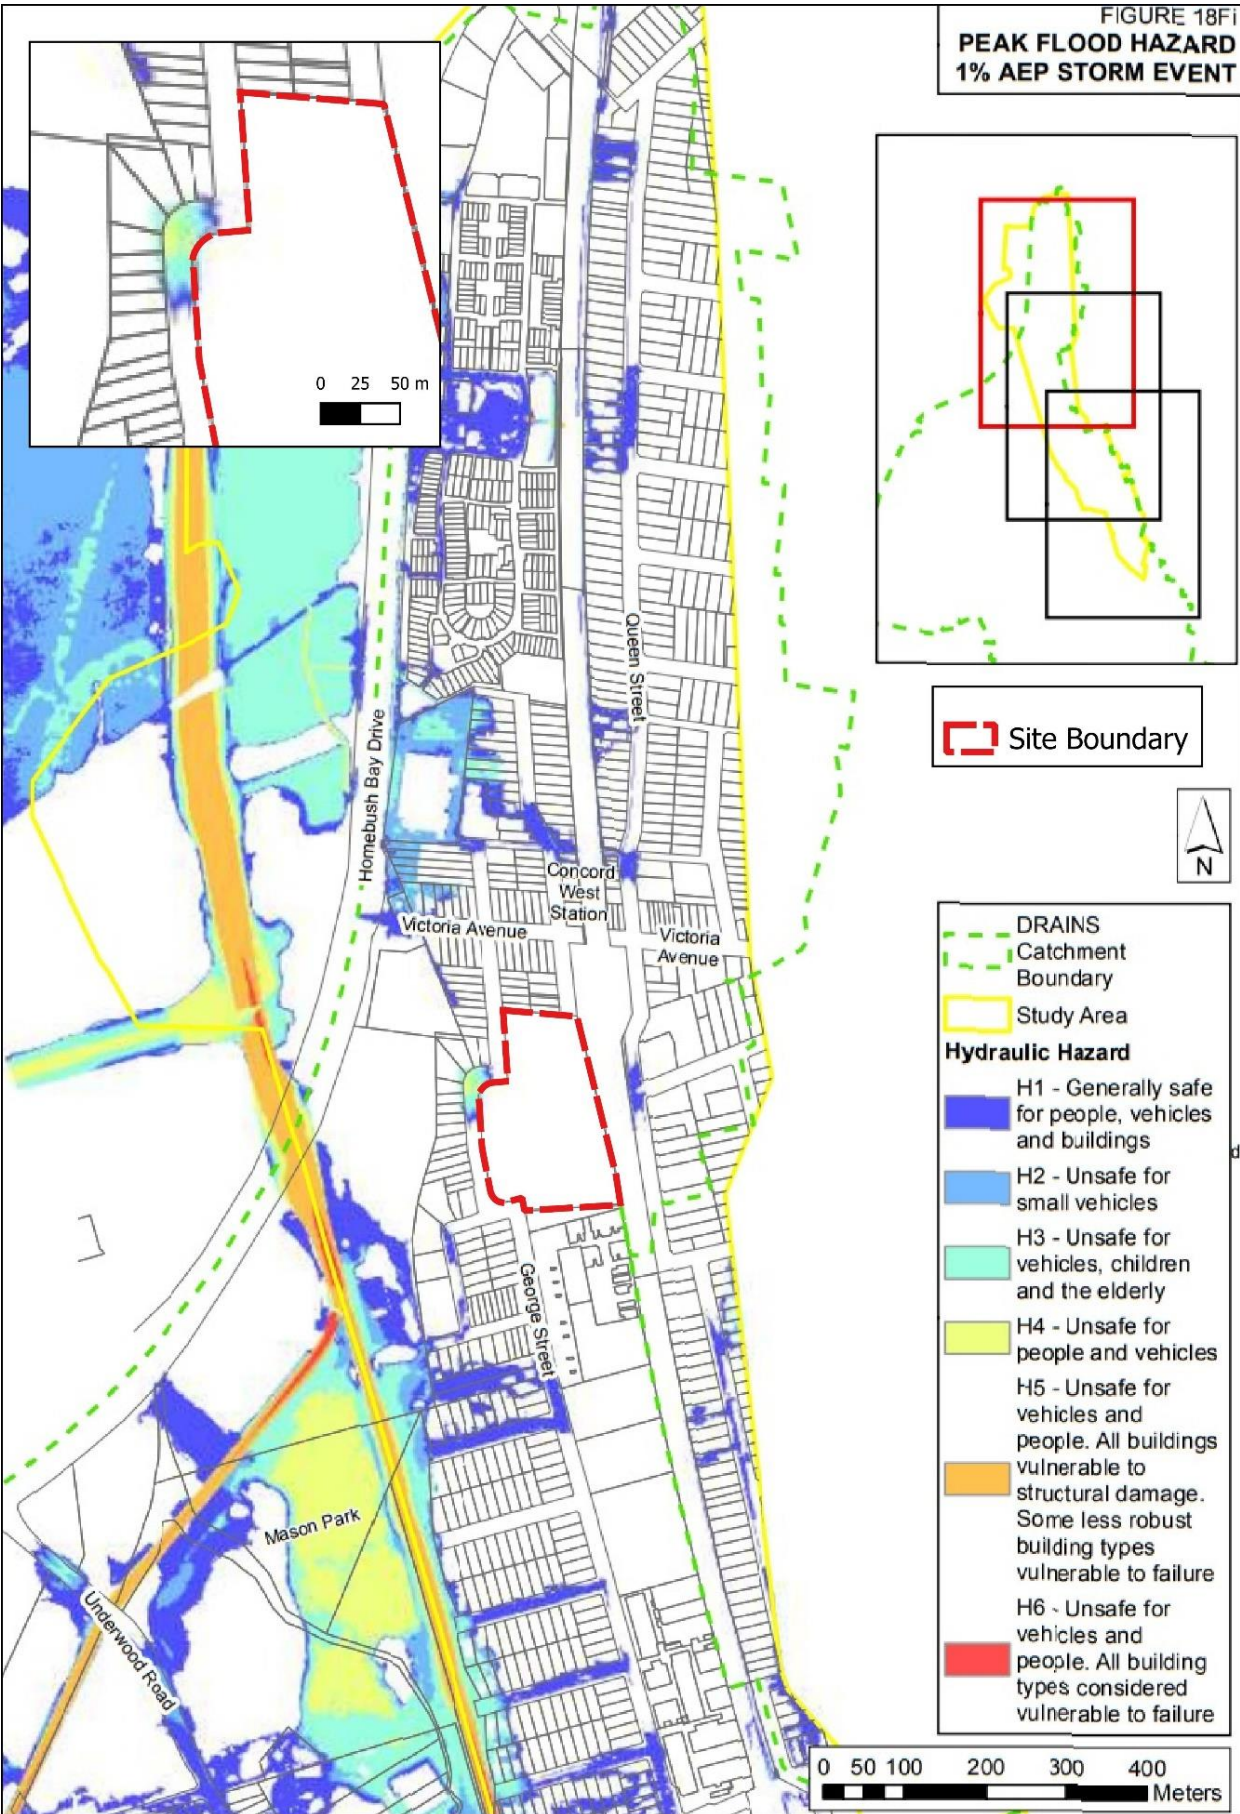 FIGURE 18Fi
PEAK FLOOD HAZARD
1% AEP STORM EVENT
0 25 50 m
Site Boundary
N
DRAINS
Catchment
Boundary
Study Area
Hydraulic Hazard
H1 - Generally safe
for people, vehicles
and buildings
H2 - Unsafe for
small vehicles
H3 - Unsafe for
vehicles, children
and the elderly
H4 - Unsafe for
people and vehicles
H5 - Unsafe for
vehicles and
people. All buildings
vulnerable to
structural damage.
Some less robust
building types
vulnerable to failure
H6 - Unsafe for
vehicles and
people. All building
types considered
vulnerable to failure
d
0 50 100 200 300 400
Meters
Queen Street
Homebush Bay Drive
Concord
West
Station
Victoria Avenue
Victoria
Avenue
George Street
Mason Park
Underwood Road